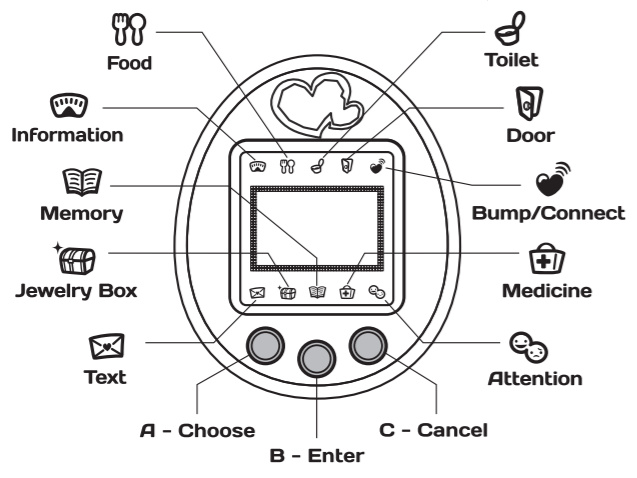 Food
Toilet
Information
Door
Memory
Bump/Connect
Jewelry Box
Medicine
Text
Attention
A - Choose
C - Cancel
B - Enter